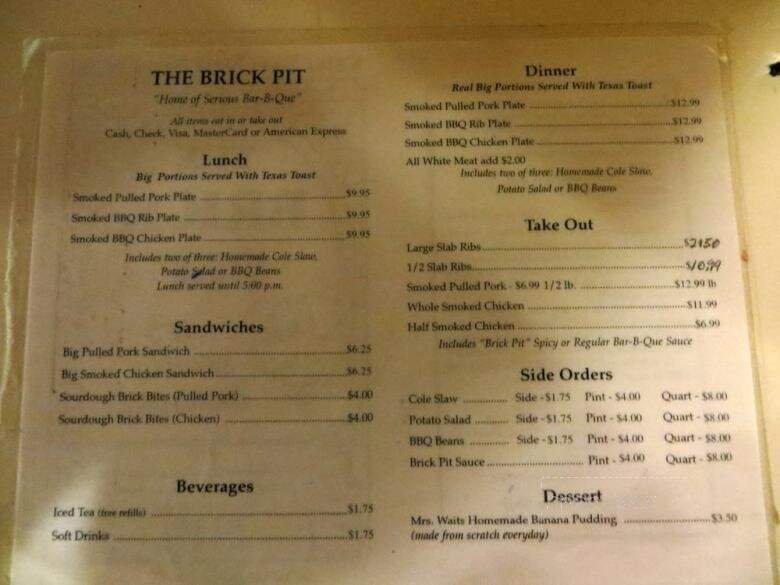 THE BRICK PIT
"Home of Serious Bar-B-Que"
All items eat in or take out
Cash, Check, Visa, MasterCard or American Express
Lunch
Big Portions Served With Texas Toast
Smoked Pulled Pork Plate $9.95
Smoked BBQ Rib Plate $9.95
Smoked BBQ Chicken Plate $9.95
Includes two of three: Homemade Cole Slaw,
Potato Salad or BBQ Beans
Lunch served until 5:00 p.m.
Sandwiches
Big Pulled Pork Sandwich $6.25
Big Smoked Chicken Sandwich $6.25
Sourdough Brick Bites (Pulled Pork) $4.00
Sourdough Brick Bites (Chicken) $4.00
Beverages
Iced Tea (free refills) $1.75
Soft Drinks $1.75
Dinner
Real Big Portions Served With Texas Toast
Smoked Pulled Pork Plate $12.99
Smoked BBQ Rib Plate $12.99
Smoked BBQ Chicken Plate $12.99
All White Meat add $2.00
Includes two of three: Homemade Cole Slaw,
Potato Salad or BBQ Beans
Take Out
Large Slab Ribs $21.50
1/2 Slab Ribs $10.99
Smoked Pulled Pork - $6.99 1/2 lb. $12.99 lb
Whole Smoked Chicken $11.99
Half Smoked Chicken $6.99
Includes "Brick Pit" Spicy or Regular Bar-B-Que Sauce
Side Orders
Cole Slaw Side - $1.75 Pint - $4.00 Quart - $8.00
Potato Salad Side - $1.75 Pint - $4.00 Quart - $8.00
BBQ Beans Side - $1.75 Pint - $4.00 Quart - $8.00
Brick Pit Sauce Pint - $4.00 Quart - $8.00
Dessert
Mrs. Waits Homemade Banana Pudding $3.50
(made from scratch everyday)